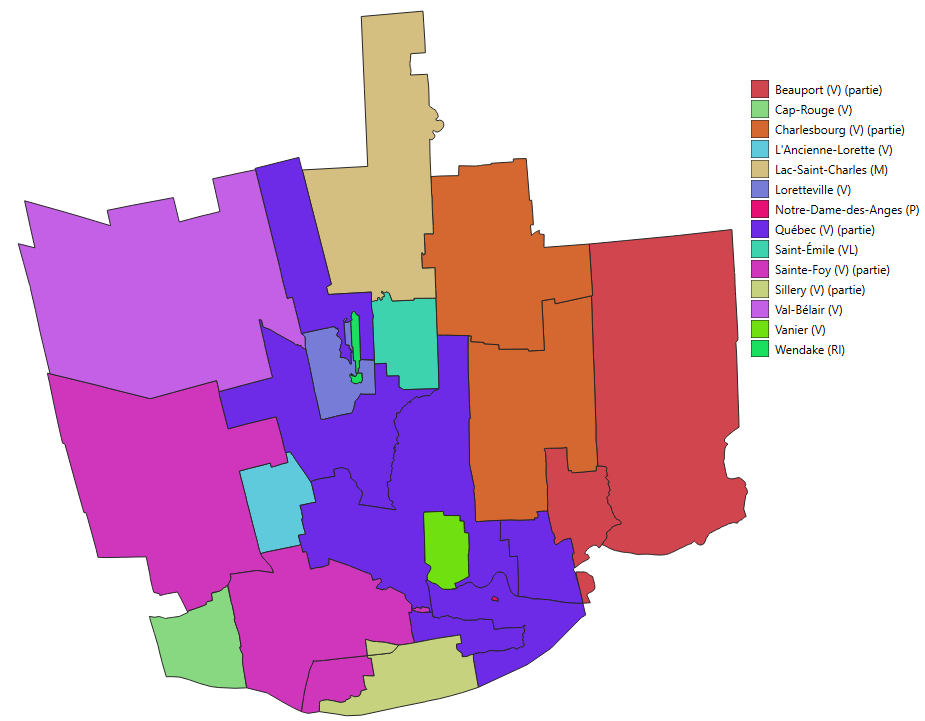 Beauport (V) (partie)
Cap-Rouge (V)
Charlesbourg (V) (partie)
L'Ancienne-Lorette (V)
Lac-Saint-Charles (M)
Loretteville (V)
Notre-Dame-des-Anges (P)
Québec (V) (partie)
Saint-Émile (VL)
Sainte-Foy (V) (partie)
Sillery (V) (partie)
Val-Bélair (V)
Vanier (V)
Wendake (RI)